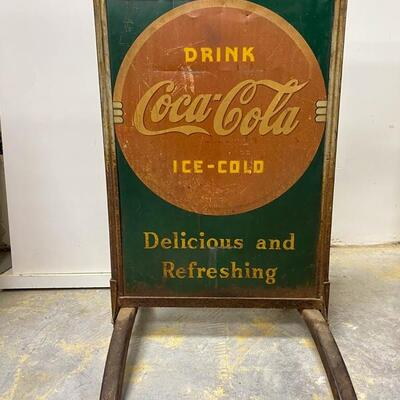 DRINK
Coca-Cola
ICE-COLD
Delicious and
Refreshing